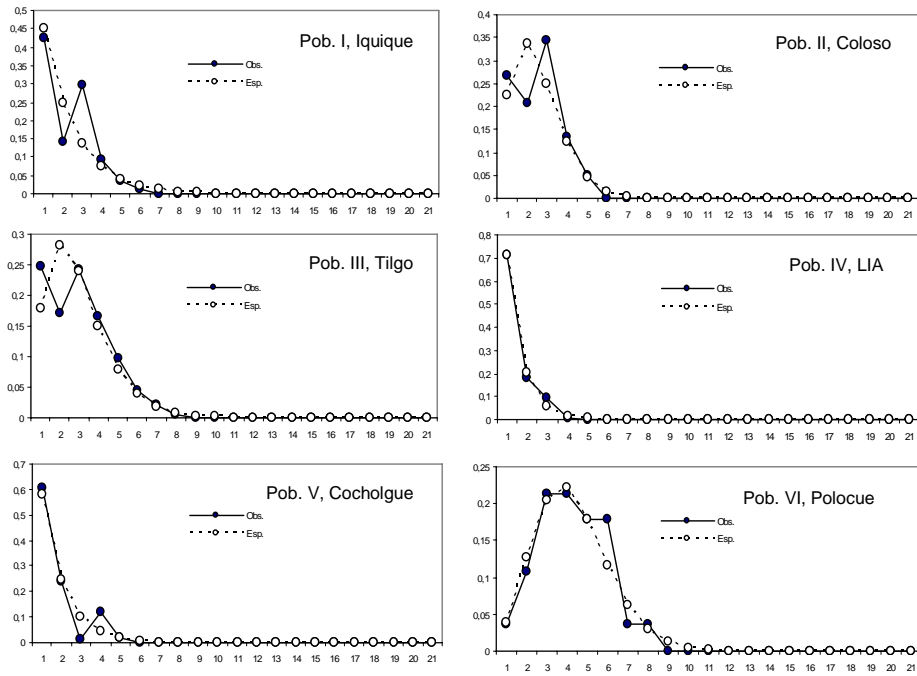 Pob. I, Iquique
0,5
0,45
0,4
0,35
0,3
0,25
0,2
0,15
0,1
0,05
0
Obs.
Esp.
1 2 3 4 5 6 7 8 9 10 11 12 13 14 15 16 17 18 19 20 21
Pob. II, Coloso
0,4
0,35
0,3
0,25
0,2
0,15
0,1
0,05
0
Obs.
Esp.
1 2 3 4 5 6 7 8 9 10 11 12 13 14 15 16 17 18 19 20 21
Pob. III, Tilgo
0,3
0,25
0,2
0,15
0,1
0,05
0
Obs.
Esp.
1 2 3 4 5 6 7 8 9 10 11 12 13 14 15 16 17 18 19 20 21
Pob. IV, LIA
0,8
0,7
0,6
0,5
0,4
0,3
0,2
0,1
0
Obs.
Esp.
1 2 3 4 5 6 7 8 9 10 11 12 13 14 15 16 17 18 19 20 21
Pob. V, Cocholgue
0,7
0,6
0,5
0,4
0,3
0,2
0,1
0
Obs.
Esp.
1 2 3 4 5 6 7 8 9 10 11 12 13 14 15 16 17 18 19 20 21
Pob. VI, Polocue
0,25
0,2
0,15
0,1
0,05
0
Obs.
Esp.
1 2 3 4 5 6 7 8 9 10 11 12 13 14 15 16 17 18 19 20 21